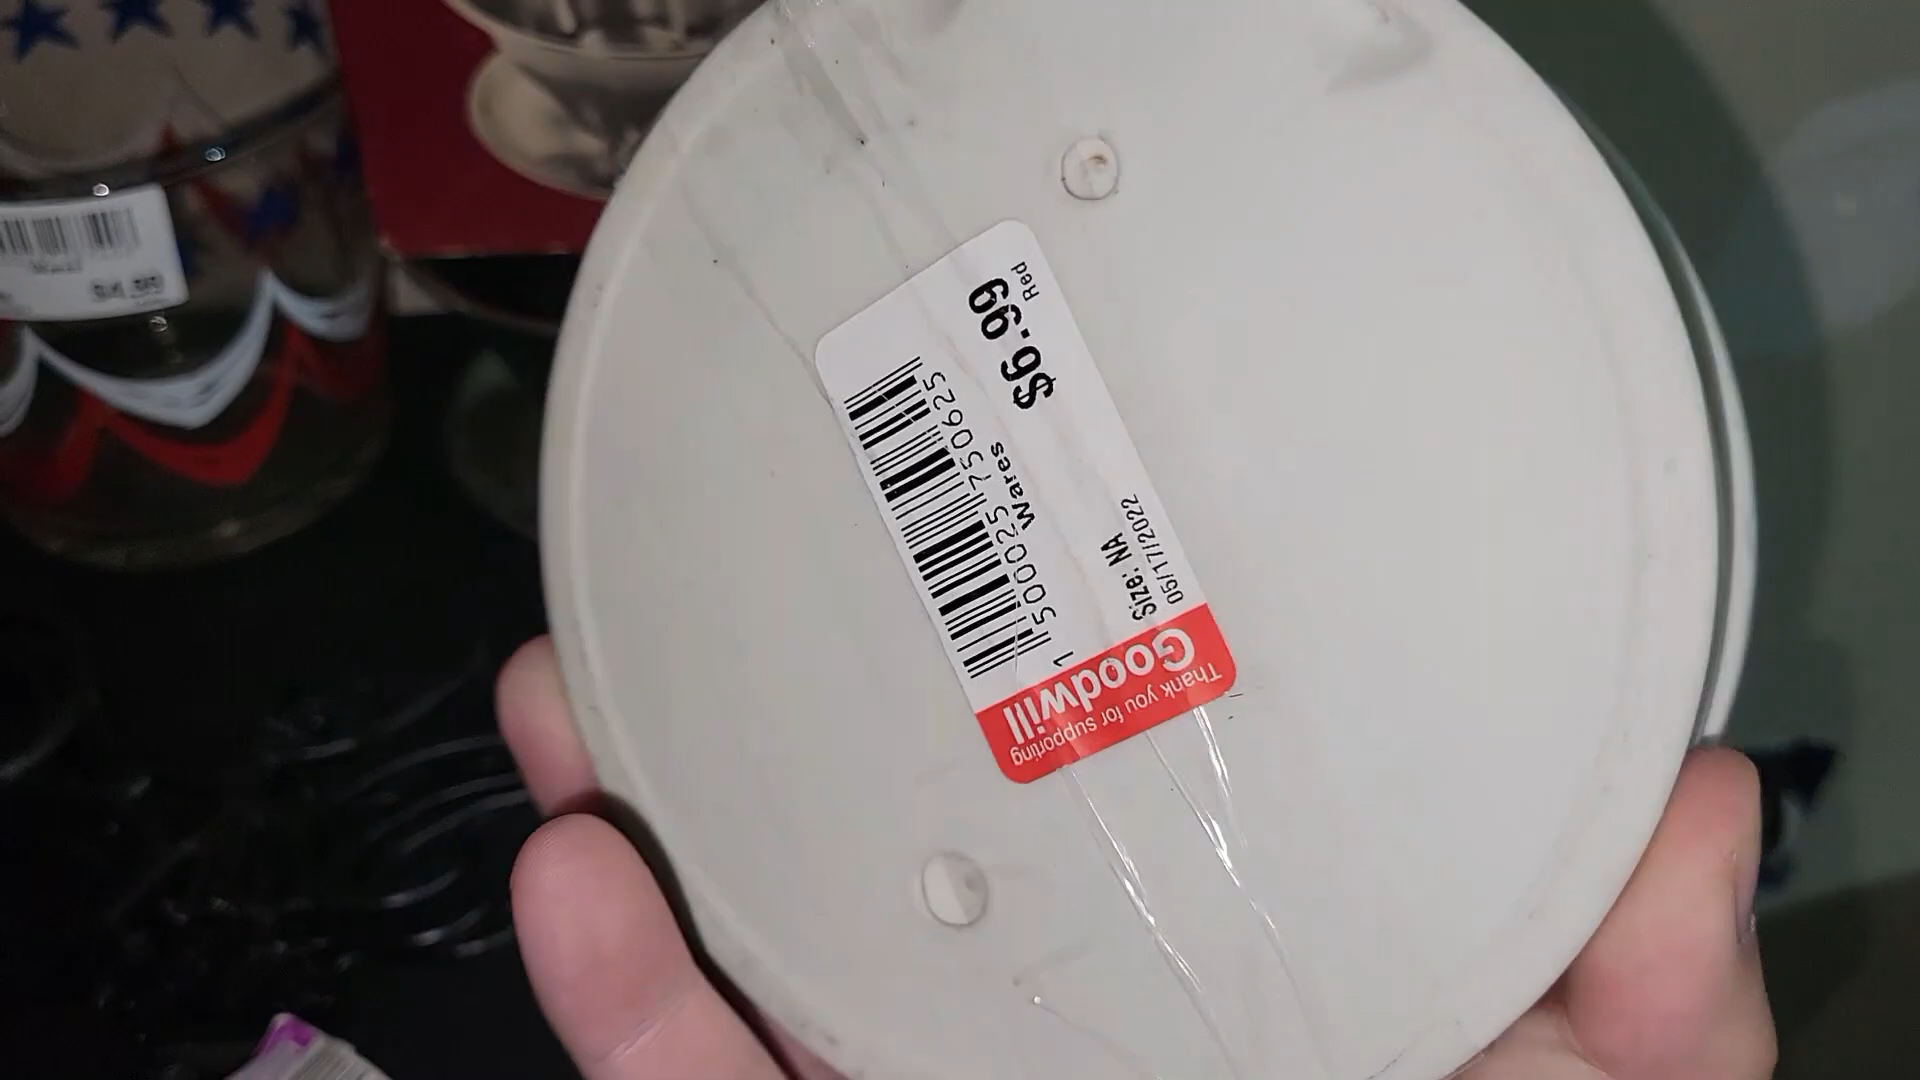 $6.99
Red
1 500025 750625
Wares
Size: NA
05/17/2022
Thank you for supporting
Goodwill